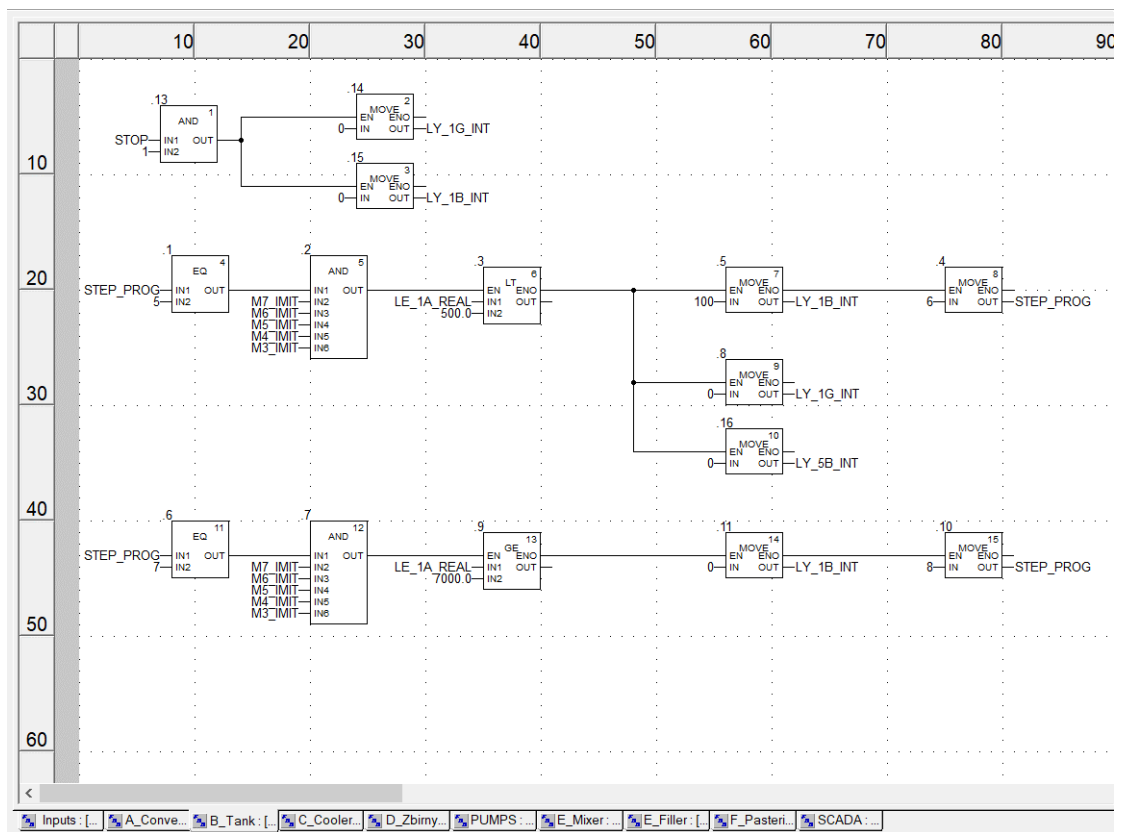 10 20 30 40 50 60 70 80 90
.14
.13 MOVE 2
AND 1 EN ENO
0 IN OUT LY_1G_INT
STOP IN1 OUT
1 IN2
.15
10 MOVE 3
EN ENO
0 IN OUT LY_1B_INT
.1 .2 .3 .5 .4
EQ 4 AND 5 LT 6 MOVE 7 MOVE 8
20 STEP_PROG IN1 OUT IN1 OUT EN ENO EN ENO EN ENO
5 IN2 M7_IMIT IN2 LE_1A_REAL IN1 OUT 100 IN OUT LY_1B_INT 6 IN OUT STEP_PROG
M6_IMIT IN3 500.0 IN2
M5_IMIT IN4
M4_IMIT IN5
M3_IMIT IN6
.8
MOVE 9
EN ENO
30 0 IN OUT LY_1G_INT
.16
MOVE 10
EN ENO
0 IN OUT LY_5B_INT
40
.6 .7 .9 .11 .10
EQ 11 AND 12 GE 13 MOVE 14 MOVE 15
STEP_PROG IN1 OUT IN1 OUT EN ENO EN ENO EN ENO
7 IN2 M7_IMIT IN2 LE_1A_REAL IN1 OUT 0 IN OUT LY_1B_INT 8 IN OUT STEP_PROG
M6_IMIT IN3 7000.0 IN2
M5_IMIT IN4
M4_IMIT IN5
M3_IMIT IN6
50
60
Inputs : [... A_Conve... B_Tank : [... C_Cooler... D_Zbirny... PUMPS : ... E_Mixer : ... E_Filler : [... F_Pasteri... SCADA : ...